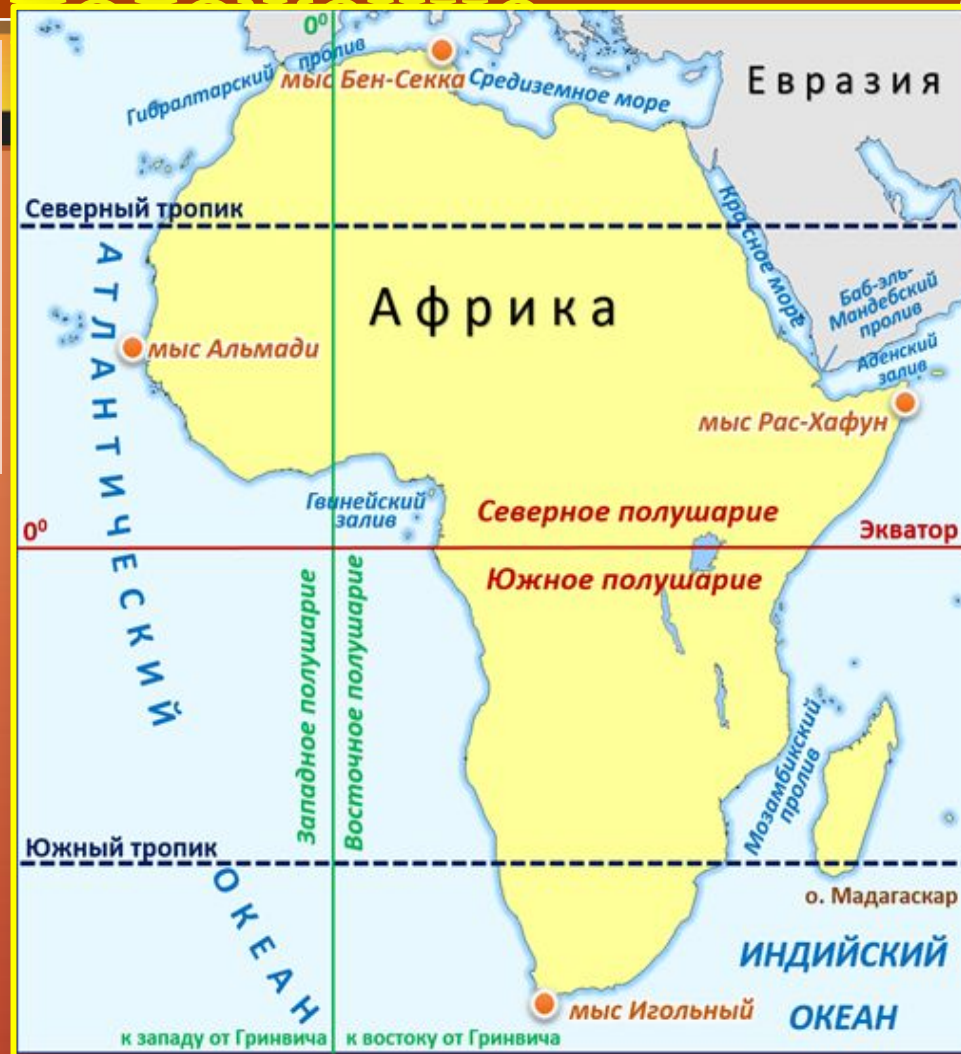 0⁰
Гибралтарский пролив
мыс Бен-Секка
Средиземное море
Евразия
Северный тропик
Красное море
Африка
Баб-эль-
Мандебский
пролив
Аденский
залив
мыс Альмади
мыс Рас-Хафун
АТЛАНТИЧЕСКИЙ
ОКЕАН
Гвинейский
залив
Северное полушарие
0⁰
Экватор
Южное полушарие
Западное полушарие
Восточное полушарие
Мозамбикский
пролив
Южный тропик
о. Мадагаскар
ИНДИЙСКИЙ
ОКЕАН
мыс Игольный
к западу от Гринвича
к востоку от Гринвича